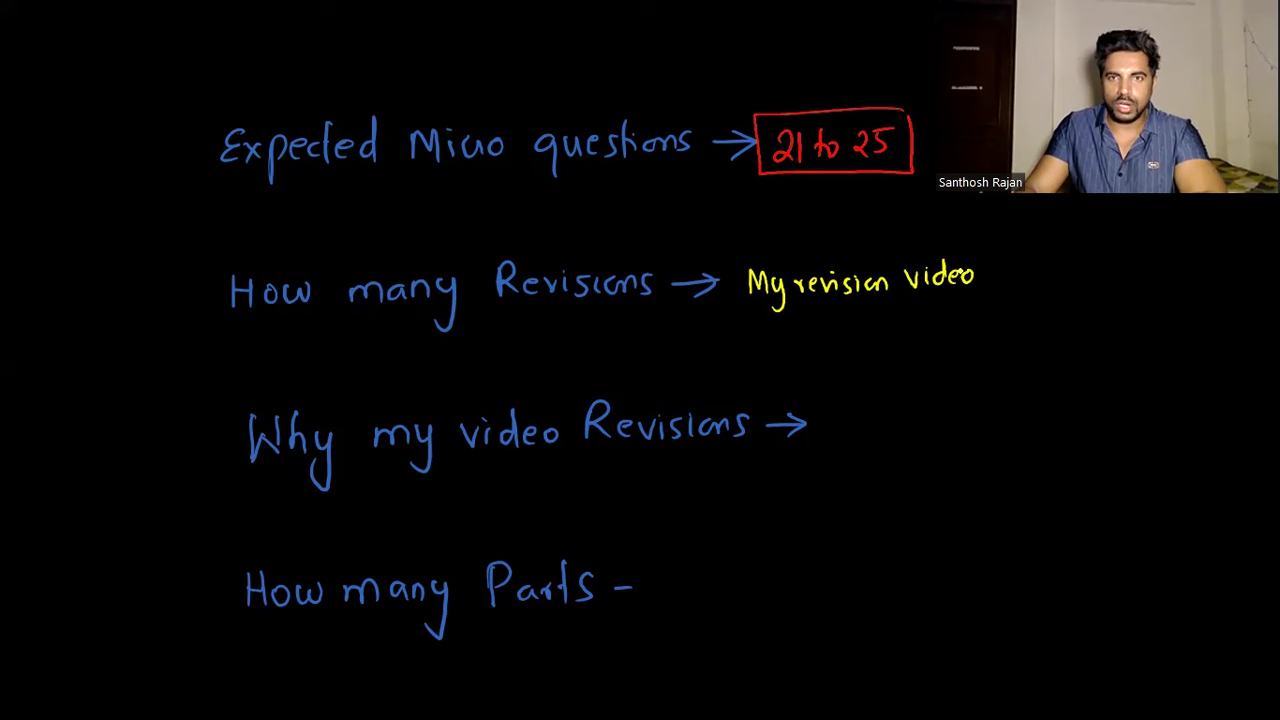 Expected Micro questions → 21 to 25
Santhosh Rajan
How many Revisions → My revision video
Why my video Revisions →
How many Parts -